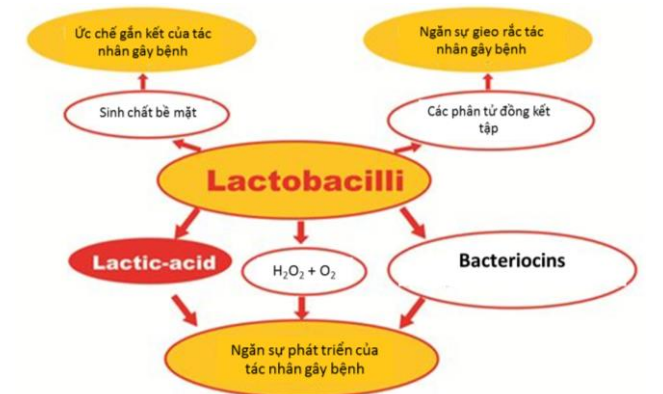 Ức chế gắn kết của tác
nhân gây bệnh
Ngăn sự gieo rắc tác
nhân gây bệnh
Sinh chất bề mặt
Các phân tử đồng kết
tập
Lactobacilli
Lactic-acid
H₂O₂ + O₂
Bacteriocins
Ngăn sự phát triển của
tác nhân gây bệnh